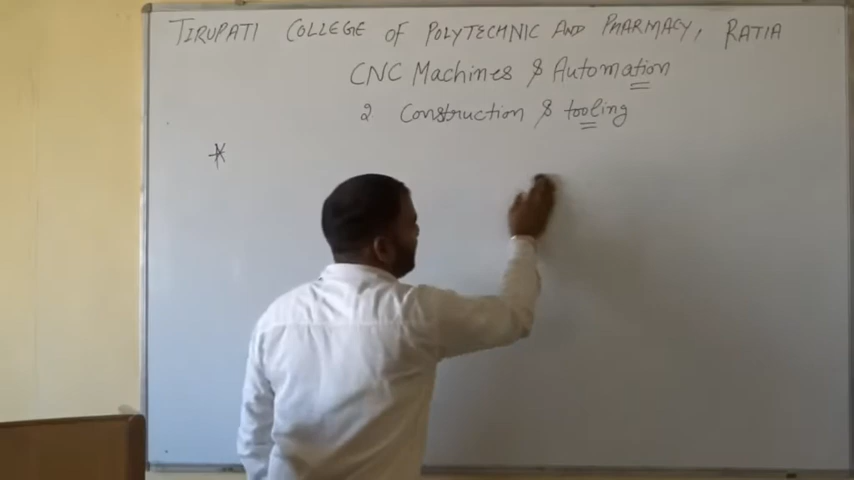 TIRUPATI COLLEGE OF POLYTECHNIC AND PHARMACY, RATIA
CNC Machines & Automation
2 Construction & tooling
*